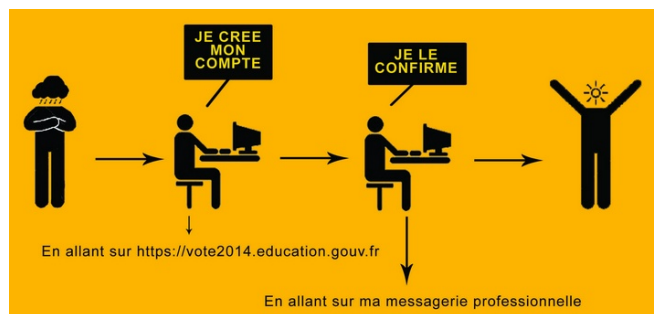 JE CREE
MON
COMPTE
JE LE
CONFIRME
En allant sur https://vote2014.education.gouv.fr
En allant sur ma messagerie professionnelle